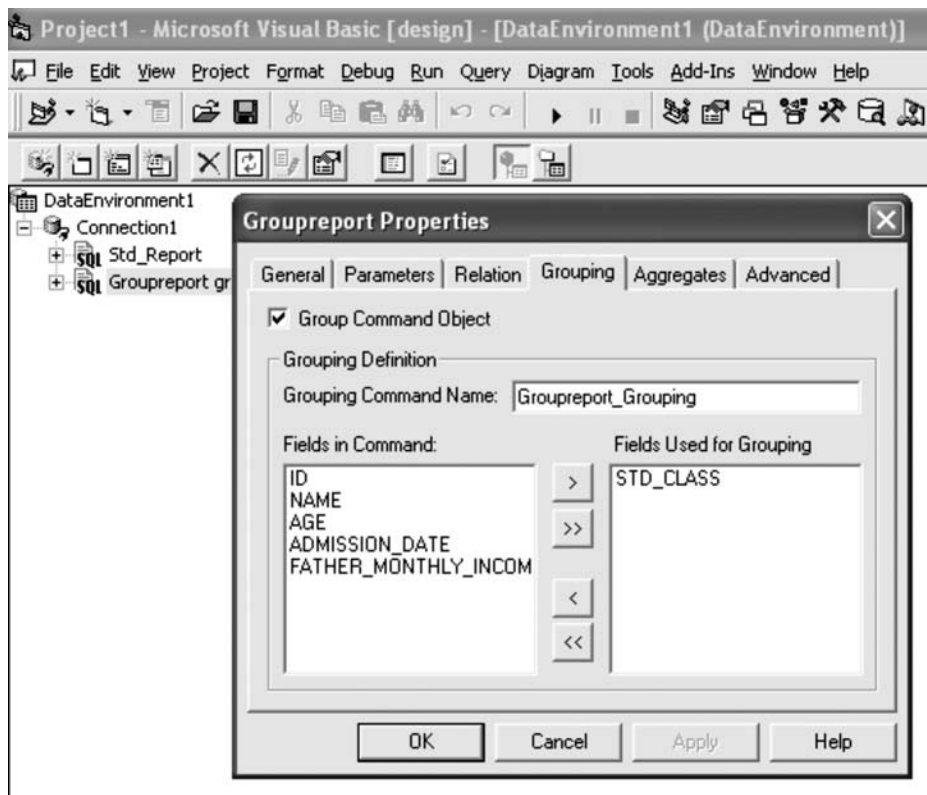 Project1 - Microsoft Visual Basic [design] - [DataEnvironment1 (DataEnvironment)]
File Edit View Project Format Debug Run Query Diagram Tools Add-Ins Window Help
DataEnvironment1
Connection1
SQL Std_Report
SQL Groupreport gr
Groupreport Properties
General Parameters Relation Grouping Aggregates Advanced
Group Command Object
Grouping Definition
Grouping Command Name: Groupreport_Grouping
Fields in Command: Fields Used for Grouping
ID > STD_CLASS
NAME
AGE >>
ADMISSION_DATE
FATHER_MONTHLY_INCOM
<
<<
OK Cancel Apply Help